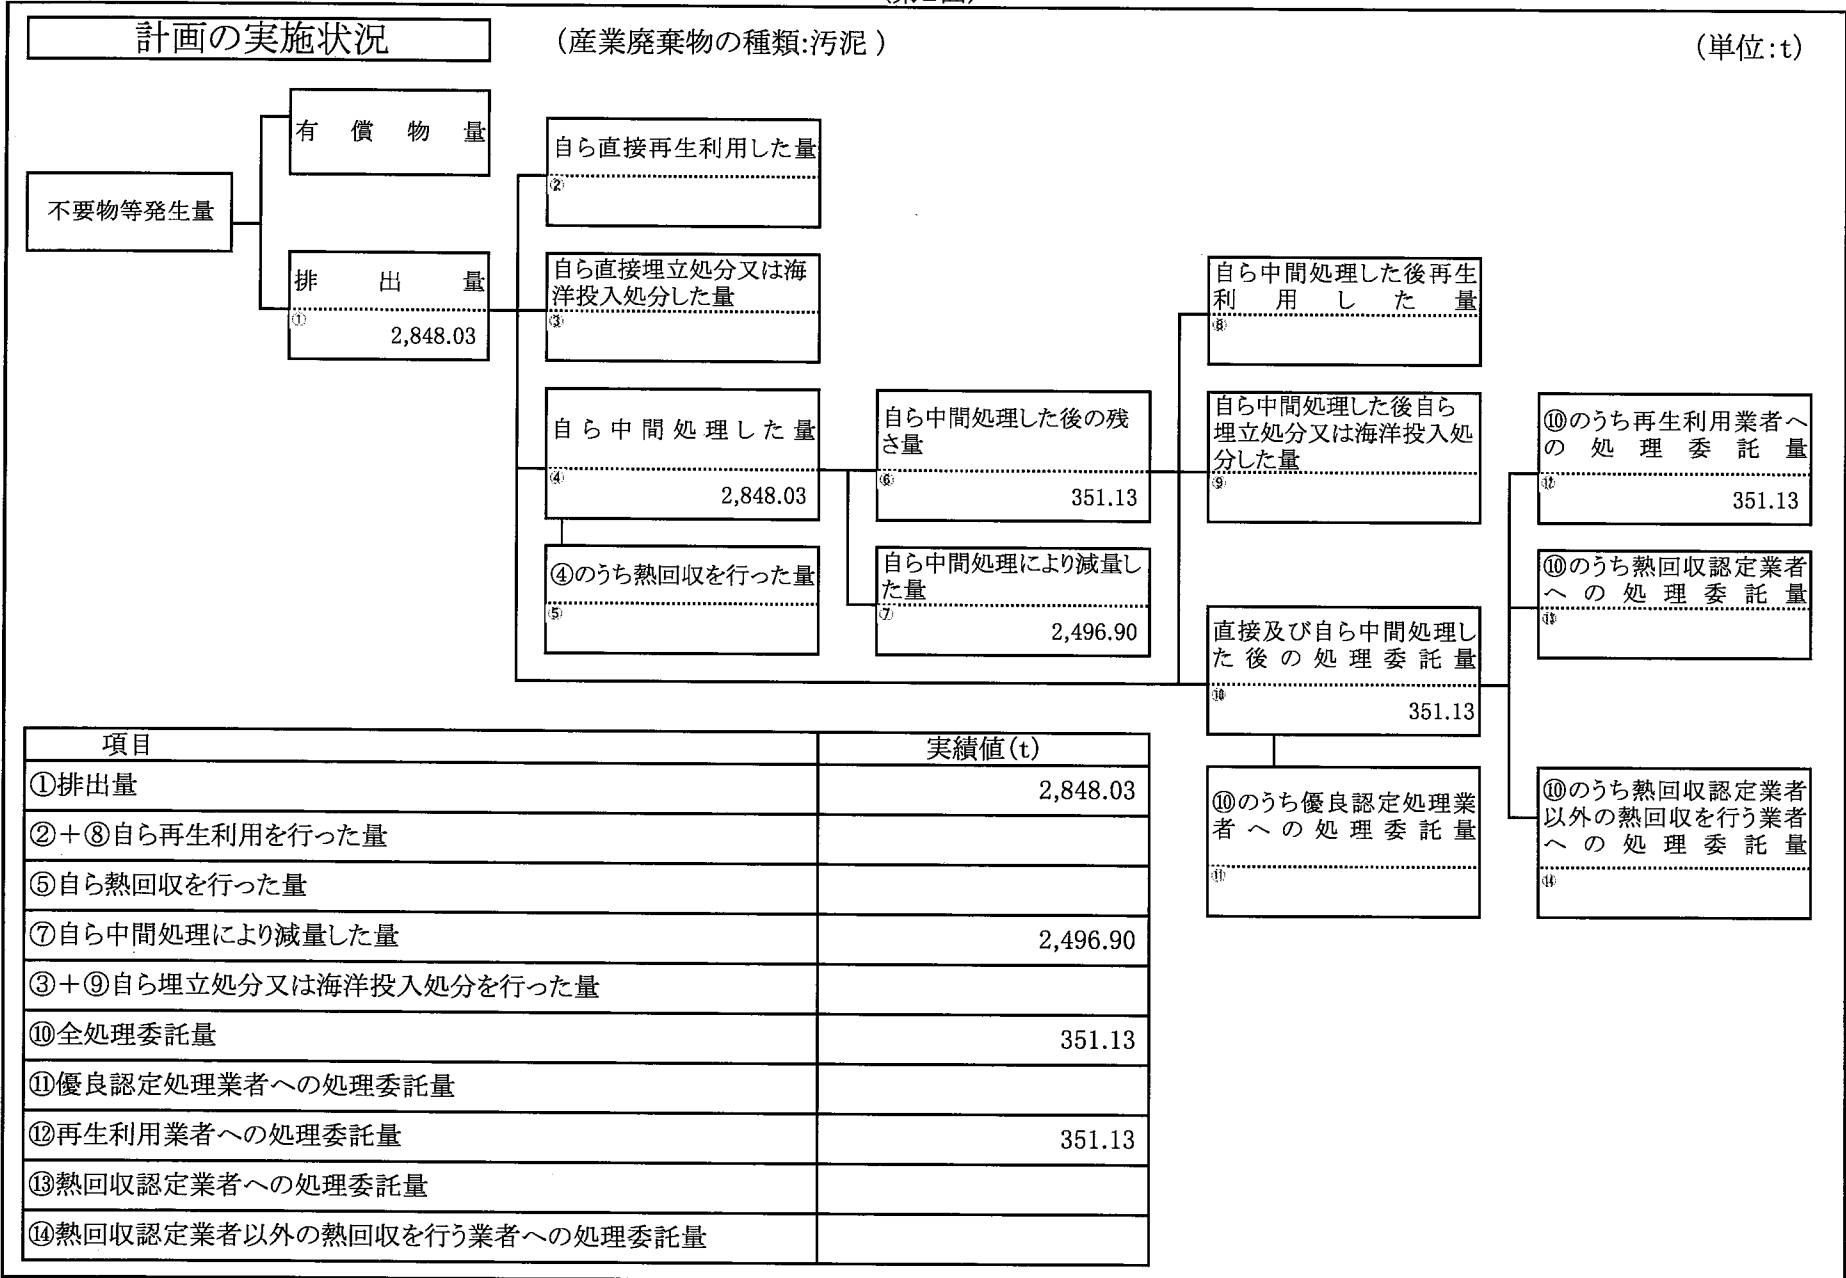 計画の実施状況
(産業廃棄物の種類:汚泥)
(単位:t)
有償物量
不要物等発生量
排出量
①
2,848.03
自ら直接再生利用した量
②
自ら直接埋立処分又は海
洋投入処分した量
③
自ら中間処理した量
④
2,848.03
④のうち熱回収を行った量
⑤
自ら中間処理した後の残
さ量
⑥
351.13
自ら中間処理により減量し
た量
⑦
2,496.90
自ら中間処理した後再生
利用した量
⑧
自ら中間処理した後自ら
埋立処分又は海洋投入処
分した量
⑨
直接及び自ら中間処理し
た後の処理委託量
⑩
351.13
⑩のうち優良認定処理業
者への処理委託量
⑪
⑩のうち再生利用業者へ
の処理委託量
⑫
351.13
⑩のうち熱回収認定業者
への処理委託量
⑬
⑩のうち熱回収認定業者
以外の熱回収を行う業者
への処理委託量
⑭
項目 実績値(t)
①排出量 2,848.03
②+⑧自ら再生利用を行った量
⑤自ら熱回収を行った量
⑦自ら中間処理により減量した量 2,496.90
③+⑨自ら埋立処分又は海洋投入処分を行った量
⑩全処理委託量 351.13
⑪優良認定処理業者への処理委託量
⑫再生利用業者への処理委託量 351.13
⑬熱回収認定業者への処理委託量
⑭熱回収認定業者以外の熱回収を行う業者への処理委託量